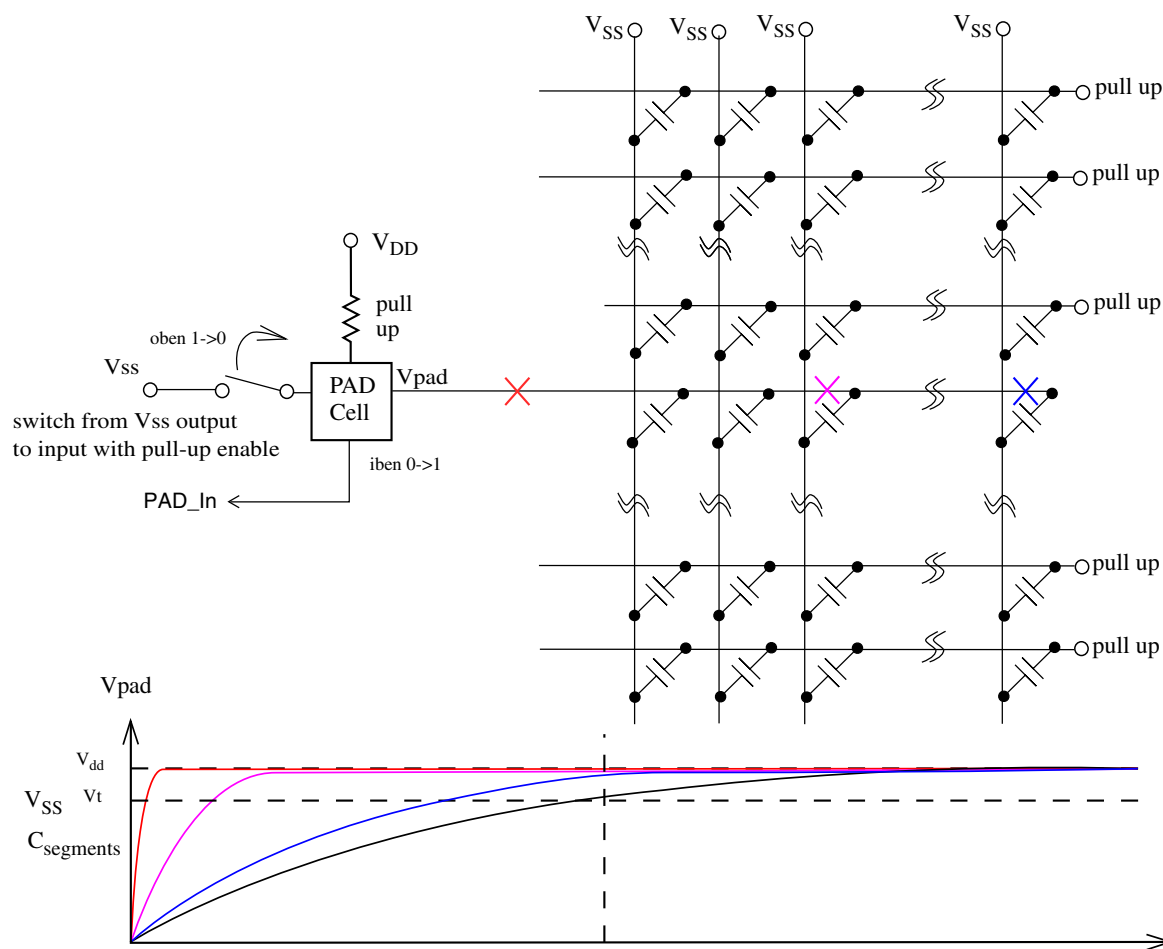 VSS VSS VSS VSS
pull up
pull up
VDD
pull
up
pull up
oben 1->0
Vss
PAD
Cell
Vpad
switch from Vss output
to input with pull-up enable
iben 0->1
PAD_In
pull up
pull up
Vpad
Vdd
VSS Vt
Csegments